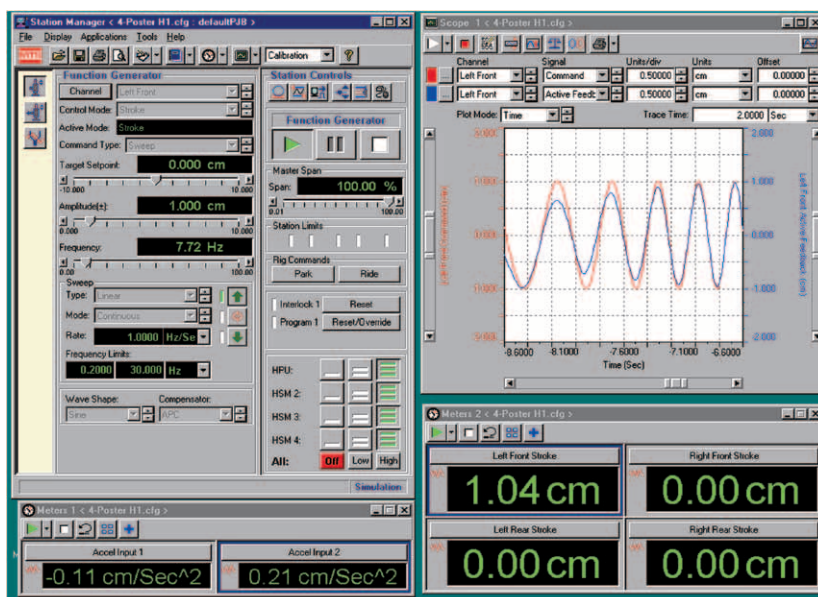 Station Manager < 4-Poster H1.cfg : defaultPJB >
File Display Applications Tools Help
Calibration
Function Generator
Channel Left Front
Control Mode: Stroke
Active Mode: Stroke
Command Type: Sweep
Target Setpoint: 0.000 cm
-10.000 10.000
Amplitude(±): 1.000 cm
0.000 10.000
Frequency: 7.72 Hz
0.00 100.00
Sweep
Type: Linear
Mode: Continuous
Rate: 1.0000 Hz/Se
Frequency Limits:
0.2000 30.000 Hz
Wave Shape: Compensator:
Sine APC
Station Controls
Function Generator
Master Span
Span: 100.00 %
0.01 100.00
Station Limits
Rig Commands
Park Ride
Interlock 1 Reset
Program 1 Reset/Override
HPU:
HSM 2:
HSM 3:
HSM 4:
All: Off Low High
Simulation
Scope 1 < 4-Poster H1.cfg >
Channel Signal Units/div Units Offset
Left Front Command 0.50000 cm 0.00000
Left Front Active Feedb 0.50000 cm 0.00000
Plot Mode: Time Trace Time: 2.0000 Sec
2.000
1.000
0.000
-1.000
-2.000
Left Front Active Feedback (cm)
-8.6000 -8.1000 -7.6000 -7.1000 -6.6000
Time (Sec)
Meters 1 < 4-Poster H1.cfg >
Accel Input 1 Accel Input 2
-0.11 cm/Sec^2 0.21 cm/Sec^2
Meters 2 < 4-Poster H1.cfg >
Left Front Stroke Right Front Stroke
1.04 cm 0.00 cm
Left Rear Stroke Right Rear Stroke
0.00 cm 0.00 cm